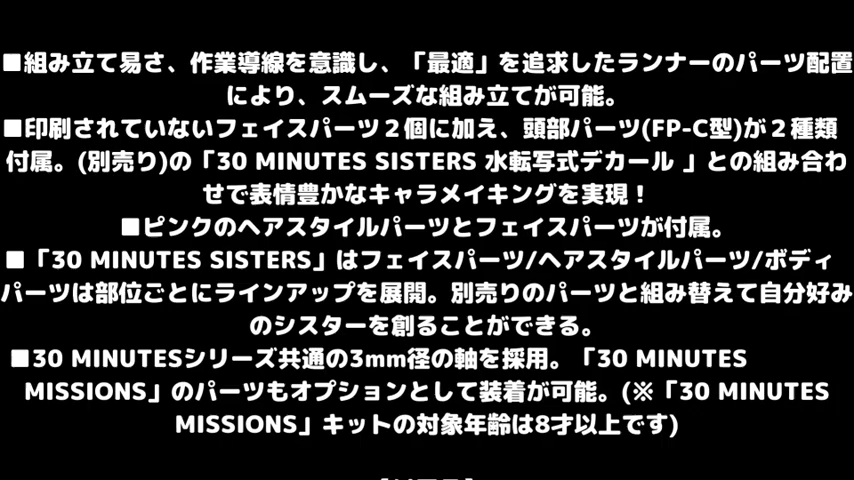 ■組み立て易さ、作業導線を意識し、「最適」を追求したランナーのパーツ配置
により、スムーズな組み立てが可能。
■印刷されていないフェイスパーツ２個に加え、頭部パーツ(FP-C型)が２種類
付属。(別売り)の「30 MINUTES SISTERS 水転写式デカール 」との組み合わ
せで表情豊かなキャラメイキングを実現！
■ピンクのヘアスタイルパーツとフェイスパーツが付属。
■「30 MINUTES SISTERS」はフェイスパーツ/ヘアスタイルパーツ/ボディ
パーツは部位ごとにラインアップを展開。別売りのパーツと組み替えて自分好み
のシスターを創ることができる。
■30 MINUTESシリーズ共通の3mm径の軸を採用。「30 MINUTES
MISSIONS」のパーツもオプションとして装着が可能。(※「30 MINUTES
MISSIONS」キットの対象年齢は8才以上です)